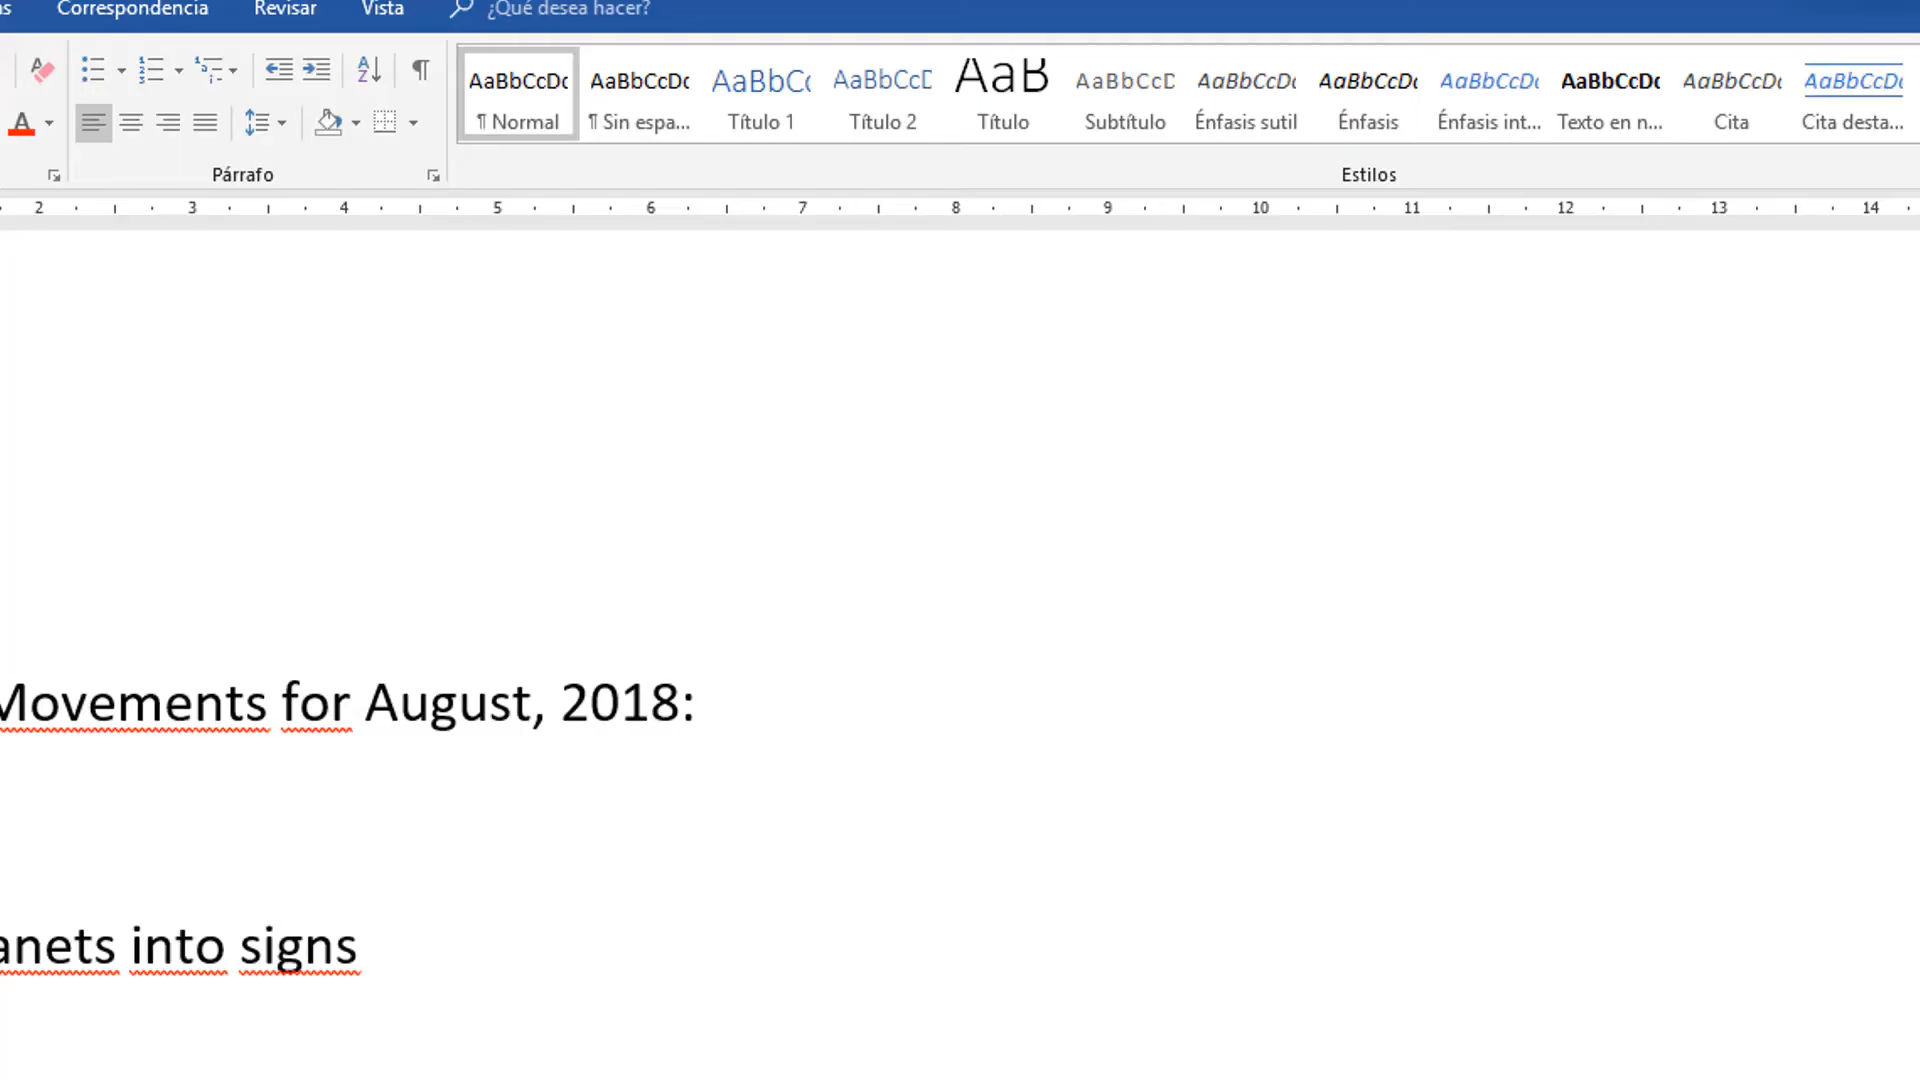 Correspondencia Revisar Vista ¿Qué desea hacer?
AaBbCcDc AaBbCcDc AaBbCc AaBbCcD AaB AaBbCcD AaBbCcDc AaBbCcDc AaBbCcDc AaBbCcDc AaBbCcDc AaBbCcDc
¶ Normal ¶ Sin espa... Título 1 Título 2 Título Subtítulo Énfasis sutil Énfasis Énfasis int... Texto en n... Cita Cita desta...
Párrafo Estilos
2 3 4 5 6 7 8 9 10 11 12 13 14
Movements for August, 2018:
anets into signs